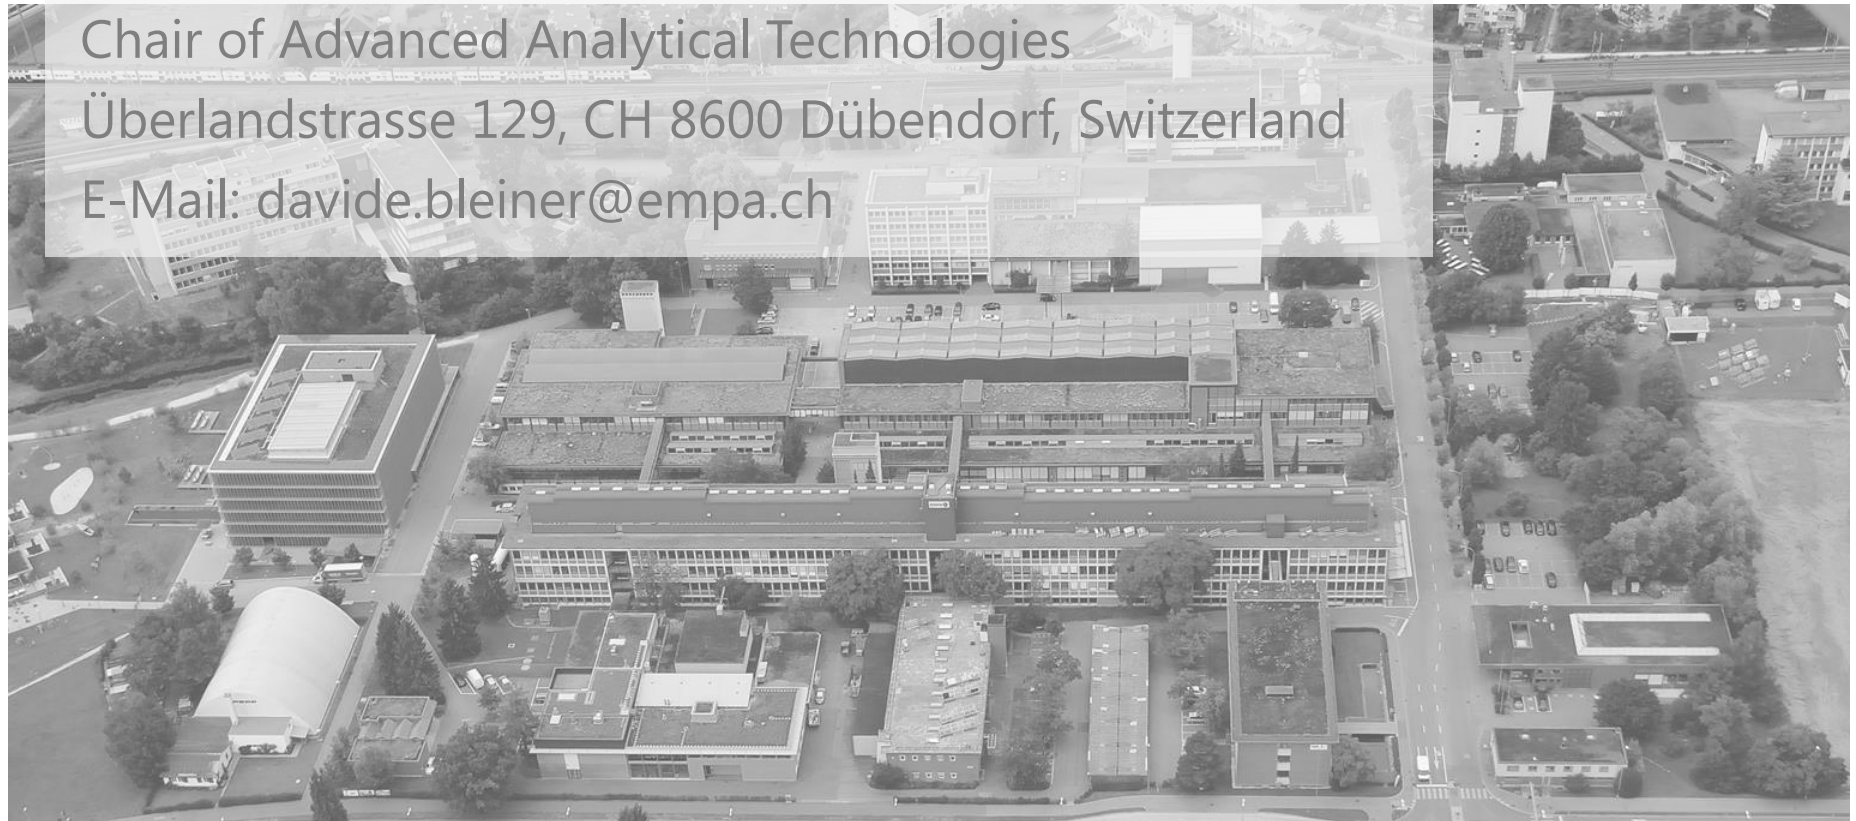 Chair of Advanced Analytical Technologies
Überlandstrasse 129, CH 8600 Dübendorf, Switzerland
E-Mail: davide.bleiner@empa.ch